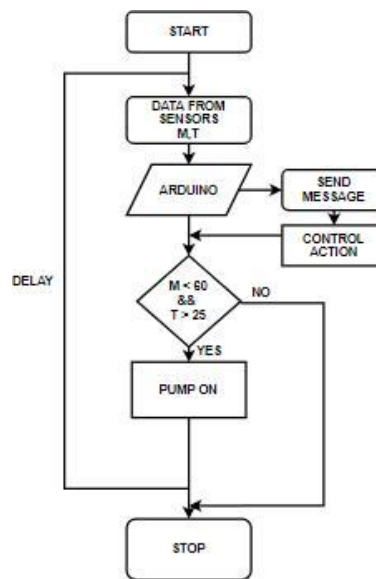 START
DATA FROM
SENSORS
M,T
ARDUINO
SEND
MESSAGE
CONTROL
ACTION
DELAY
M < 60
&&
T > 25
NO
YES
PUMP ON
STOP